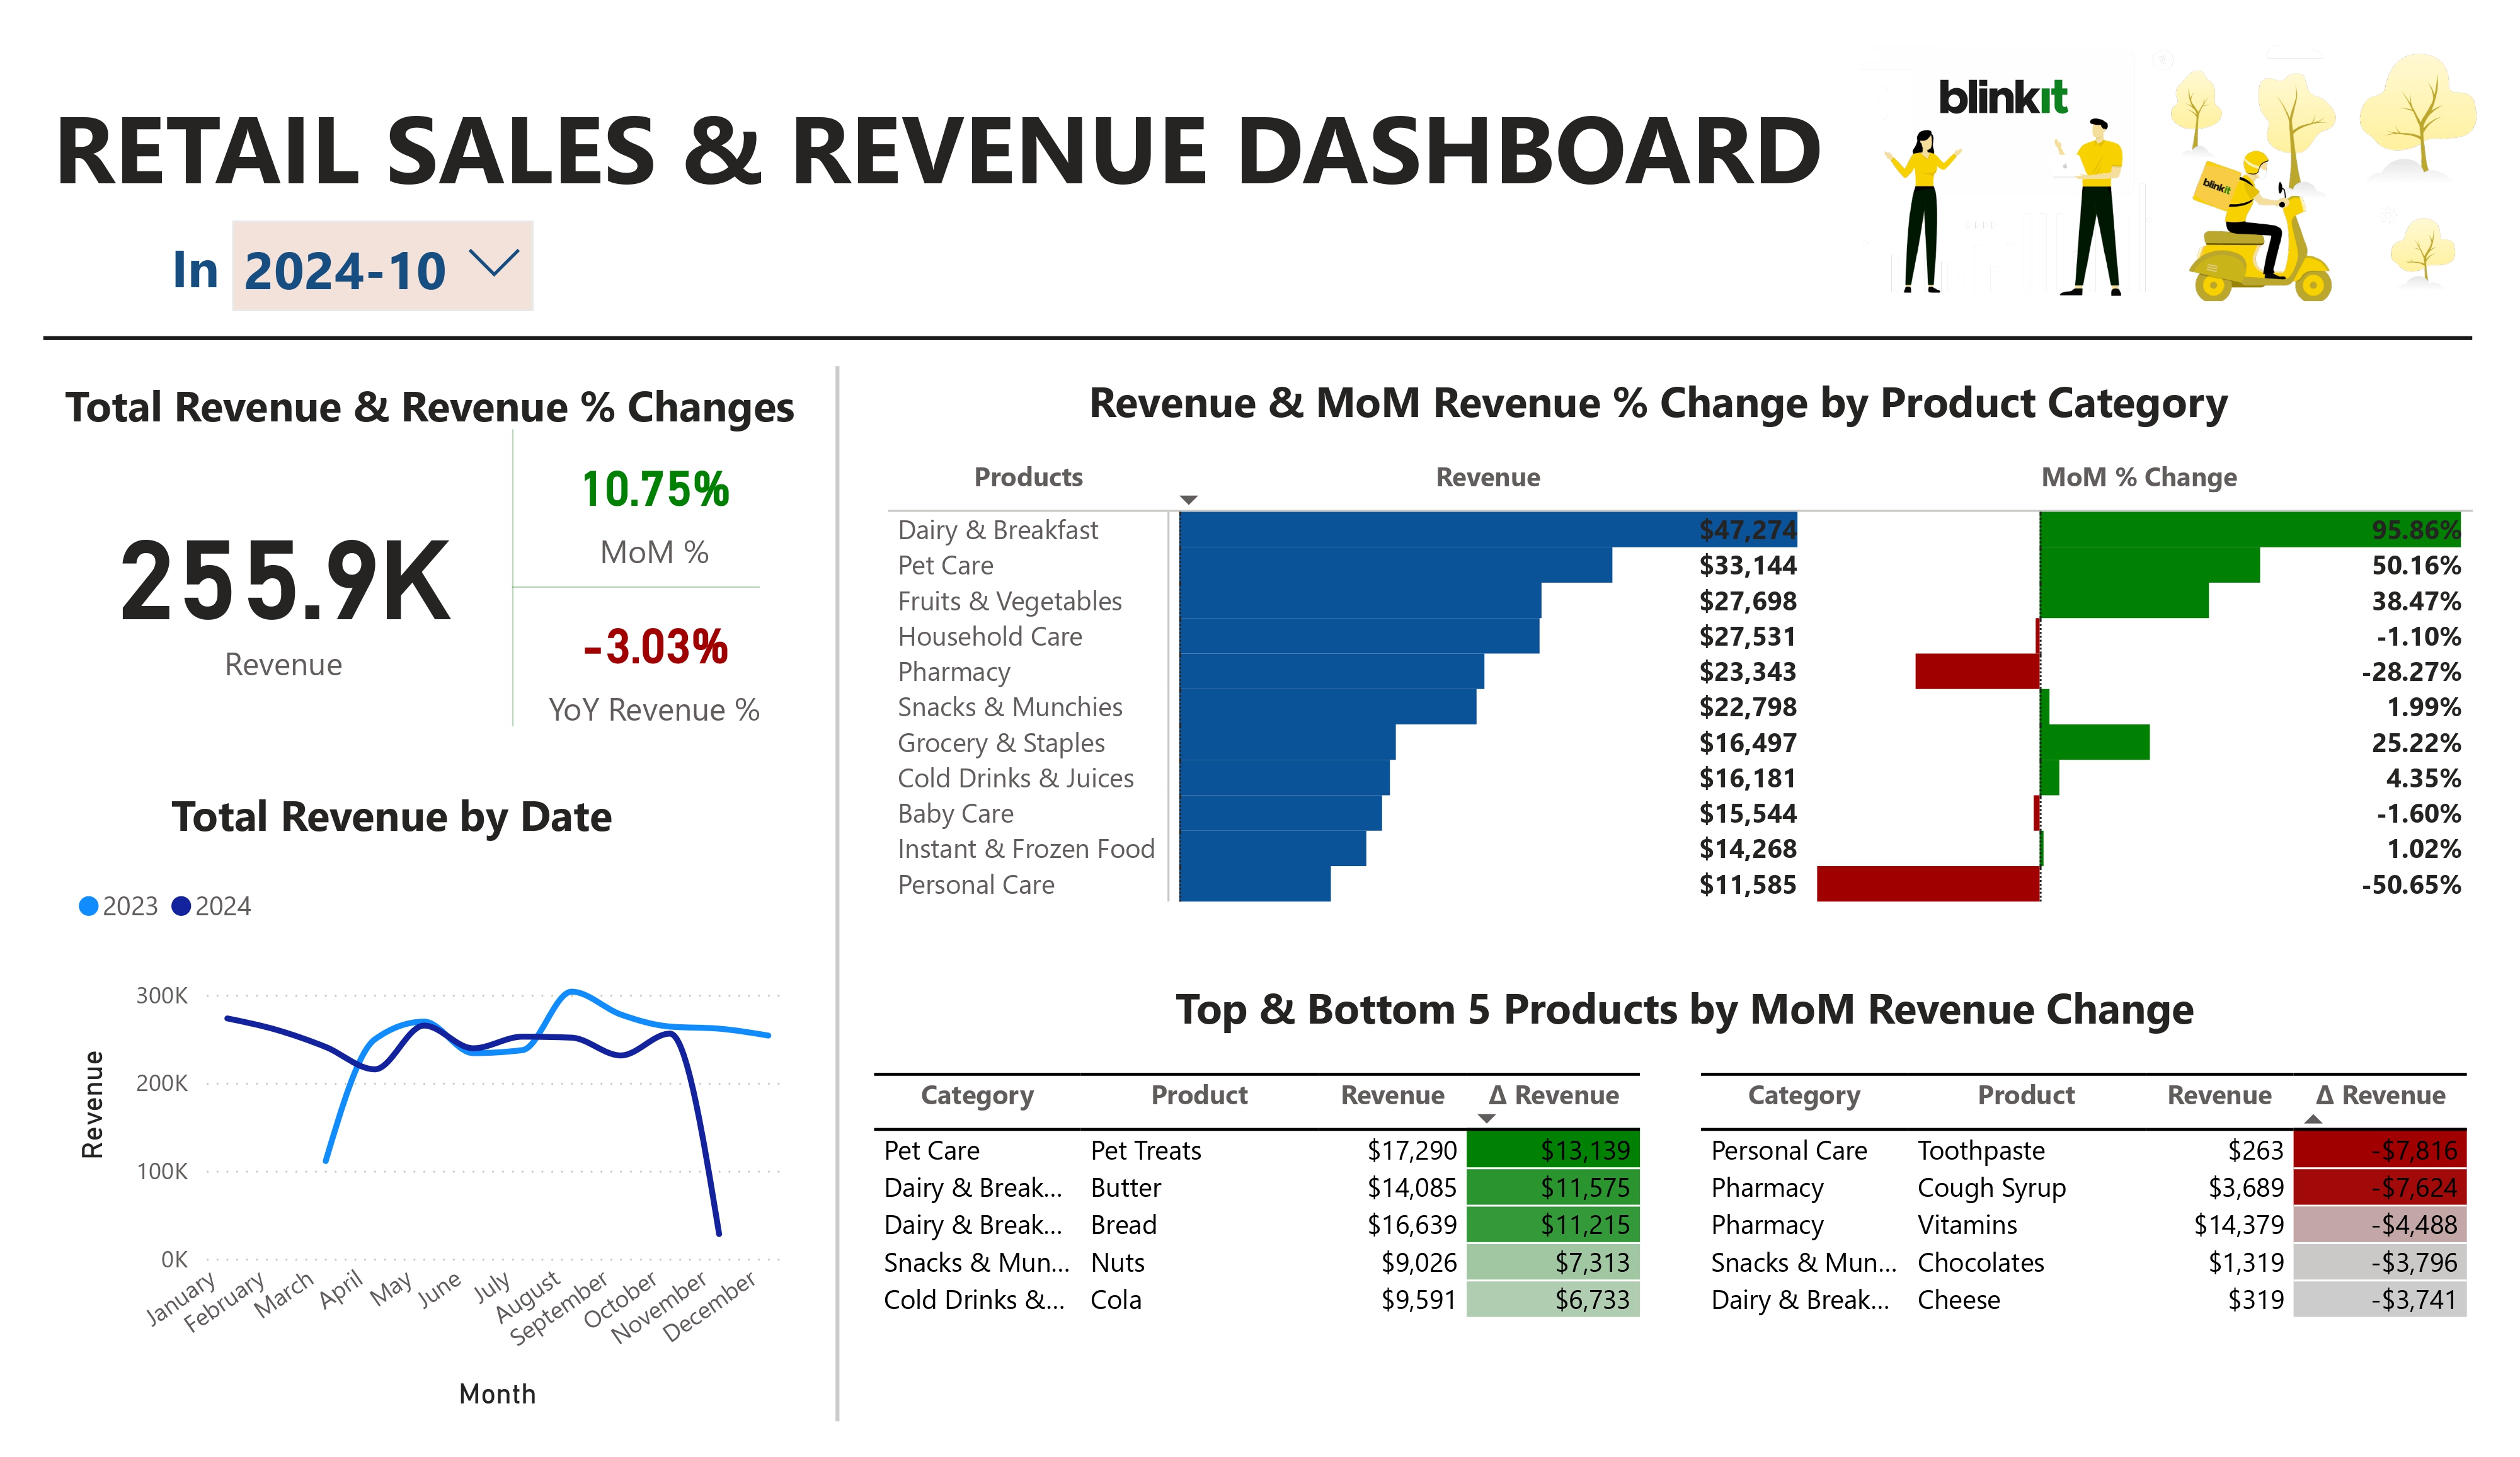 blinkit
RETAIL SALES & REVENUE DASHBOARD
blinkit
In 2024-10
Total Revenue & Revenue % Changes
10.75%
MoM %
255.9K
Revenue
-3.03%
YoY Revenue %
Total Revenue by Date
2023 2024
Revenue
300K
200K
100K
0K
January February March April May June July August September October November December
Month
Revenue & MoM Revenue % Change by Product Category
Products Revenue MoM % Change
Dairy & Breakfast $47,274 95.86%
Pet Care $33,144 50.16%
Fruits & Vegetables $27,698 38.47%
Household Care $27,531 -1.10%
Pharmacy $23,343 -28.27%
Snacks & Munchies $22,798 1.99%
Grocery & Staples $16,497 25.22%
Cold Drinks & Juices $16,181 4.35%
Baby Care $15,544 -1.60%
Instant & Frozen Food $14,268 1.02%
Personal Care $11,585 -50.65%
Top & Bottom 5 Products by MoM Revenue Change
Category Product Revenue Δ Revenue
Pet Care Pet Treats $17,290 $13,139
Dairy & Break... Butter $14,085 $11,575
Dairy & Break... Bread $16,639 $11,215
Snacks & Mun... Nuts $9,026 $7,313
Cold Drinks &... Cola $9,591 $6,733
Category Product Revenue Δ Revenue
Personal Care Toothpaste $263 -$7,816
Pharmacy Cough Syrup $3,689 -$7,624
Pharmacy Vitamins $14,379 -$4,488
Snacks & Mun... Chocolates $1,319 -$3,796
Dairy & Break... Cheese $319 -$3,741